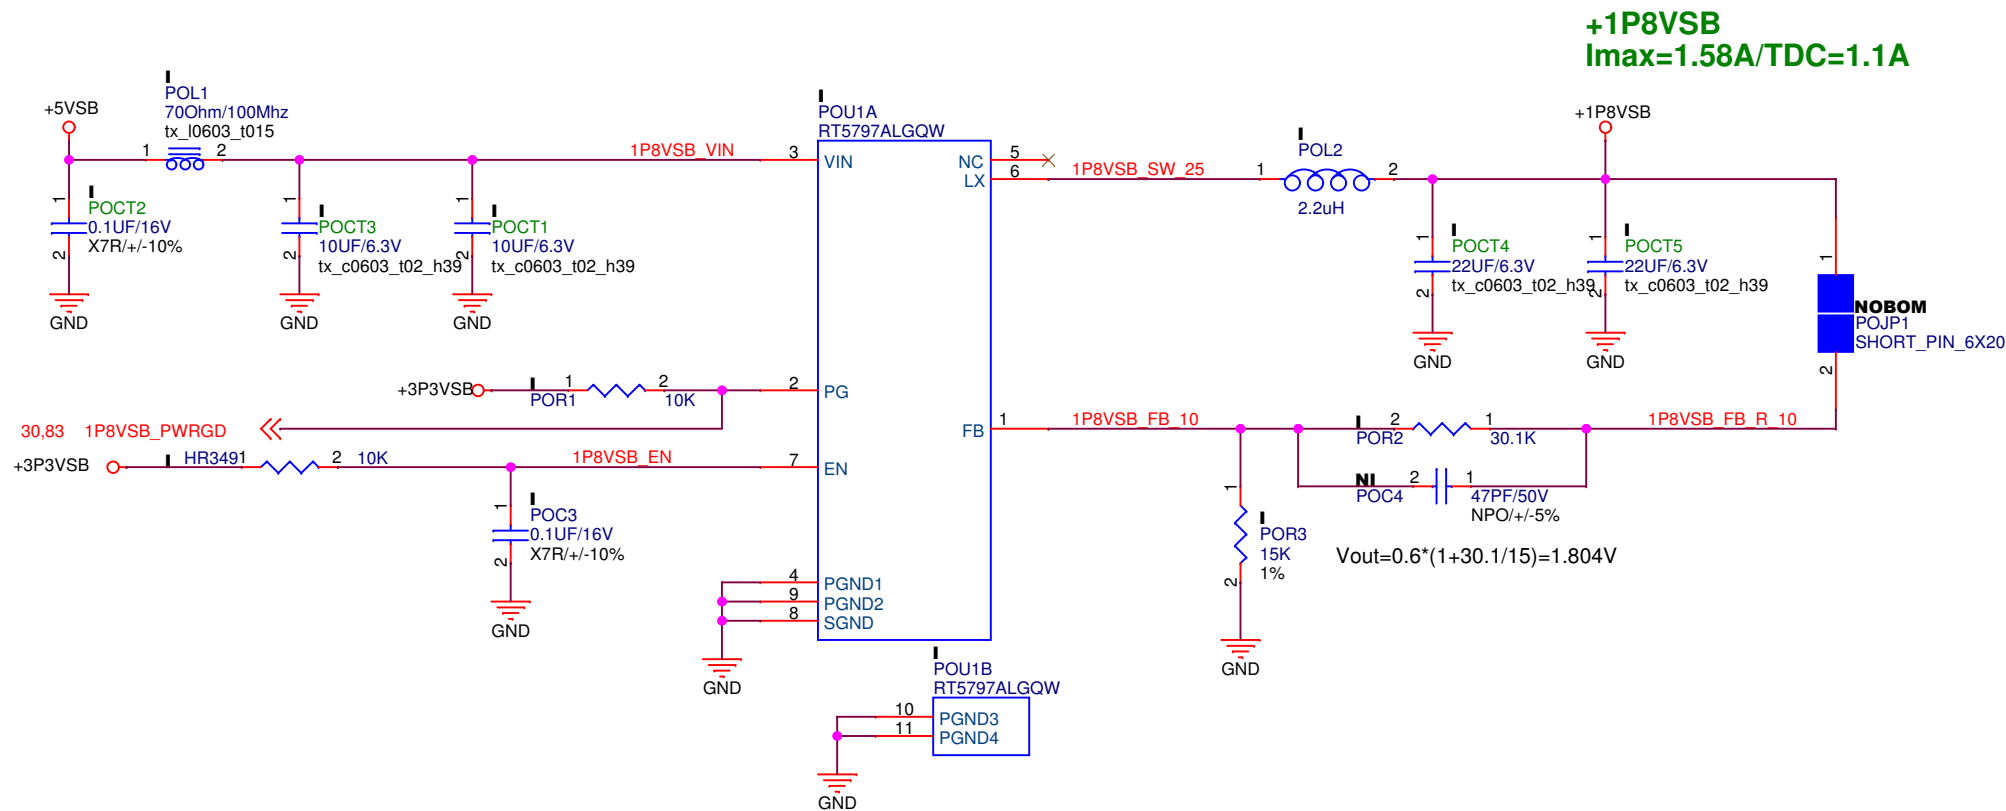 +1P8VSB
Imax=1.58A/TDC=1.1A
+5VSB
I
POL1
70Ohm/100Mhz
tx_l0603_t015
1
2
1
I
POCT2
0.1UF/16V
X7R/+/-10%
2
GND
1
I
POCT3
10UF/6.3V
tx_c0603_t02_h39
2
GND
1
I
POCT1
10UF/6.3V
tx_c0603_t02_h39
2
GND
1P8VSB_VIN
I
POU1A
RT5797ALGQW
3
VIN
NC
5
LX
6
1P8VSB_SW_25
I
POL2
1
2
2.2uH
+1P8VSB
1
I
POCT4
22UF/6.3V
tx_c0603_t02_h39
2
GND
1
I
POCT5
22UF/6.3V
tx_c0603_t02_h39
2
GND
1
NOBOM
POJP1
SHORT_PIN_6X20
2
+3P3VSB
I
POR1
1
2
10K
2
PG
30,83
1P8VSB_PWRGD
+3P3VSB
I
HR349
1
2
10K
1P8VSB_EN
7
EN
1
I
POC3
0.1UF/16V
X7R/+/-10%
2
GND
4
PGND1
9
PGND2
8
SGND
GND
FB
1
1P8VSB_FB_10
I
POR2
2
1
30.1K
1P8VSB_FB_R_10
NI
POC4
2
1
47PF/50V
NPO/+/-5%
1
I
POR3
15K
1%
2
GND
Vout=0.6*(1+30.1/15)=1.804V
I
POU1B
RT5797ALGQW
10
PGND3
11
PGND4
GND